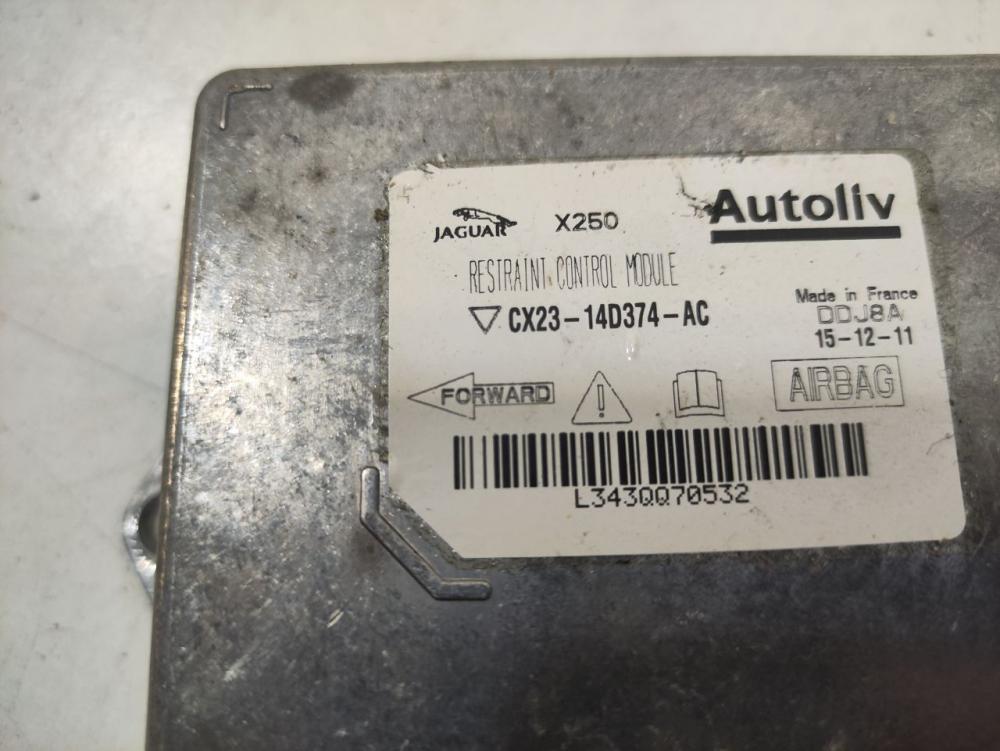 JAGUAR X250 Autoliv
RESTRAINT CONTROL MODULE
CX23-14D374-AC
Made in France
DDJ8A
15-12-11
FORWARD
AIRBAG
L343QQ70532